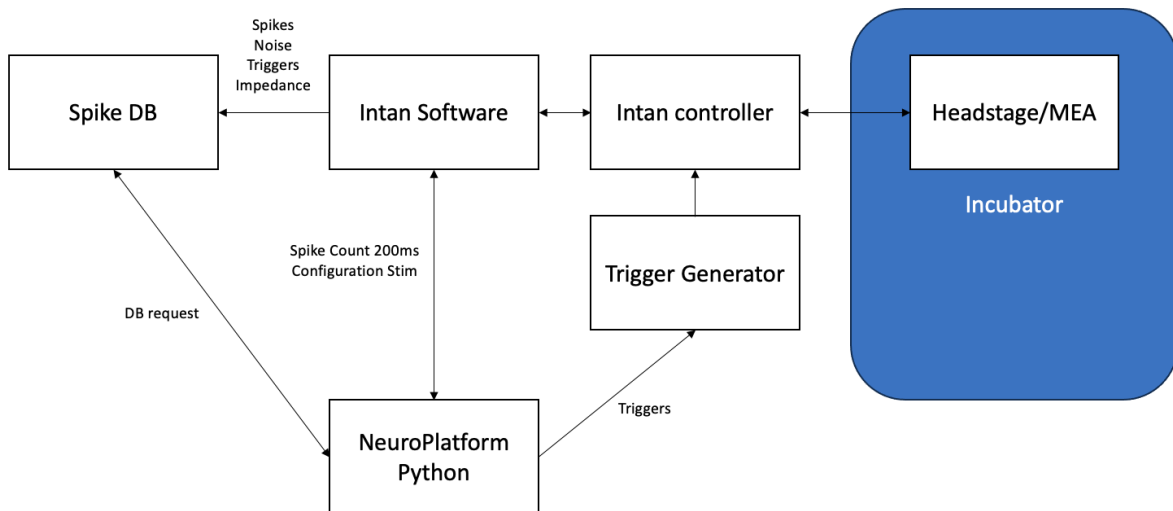 Spikes
Noise
Triggers
Impedance
Spike DB
Intan Software
Intan controller
Headstage/MEA
Incubator
Spike Count 200ms
Configuration Stim
Trigger Generator
DB request
Triggers
NeuroPlatform
Python